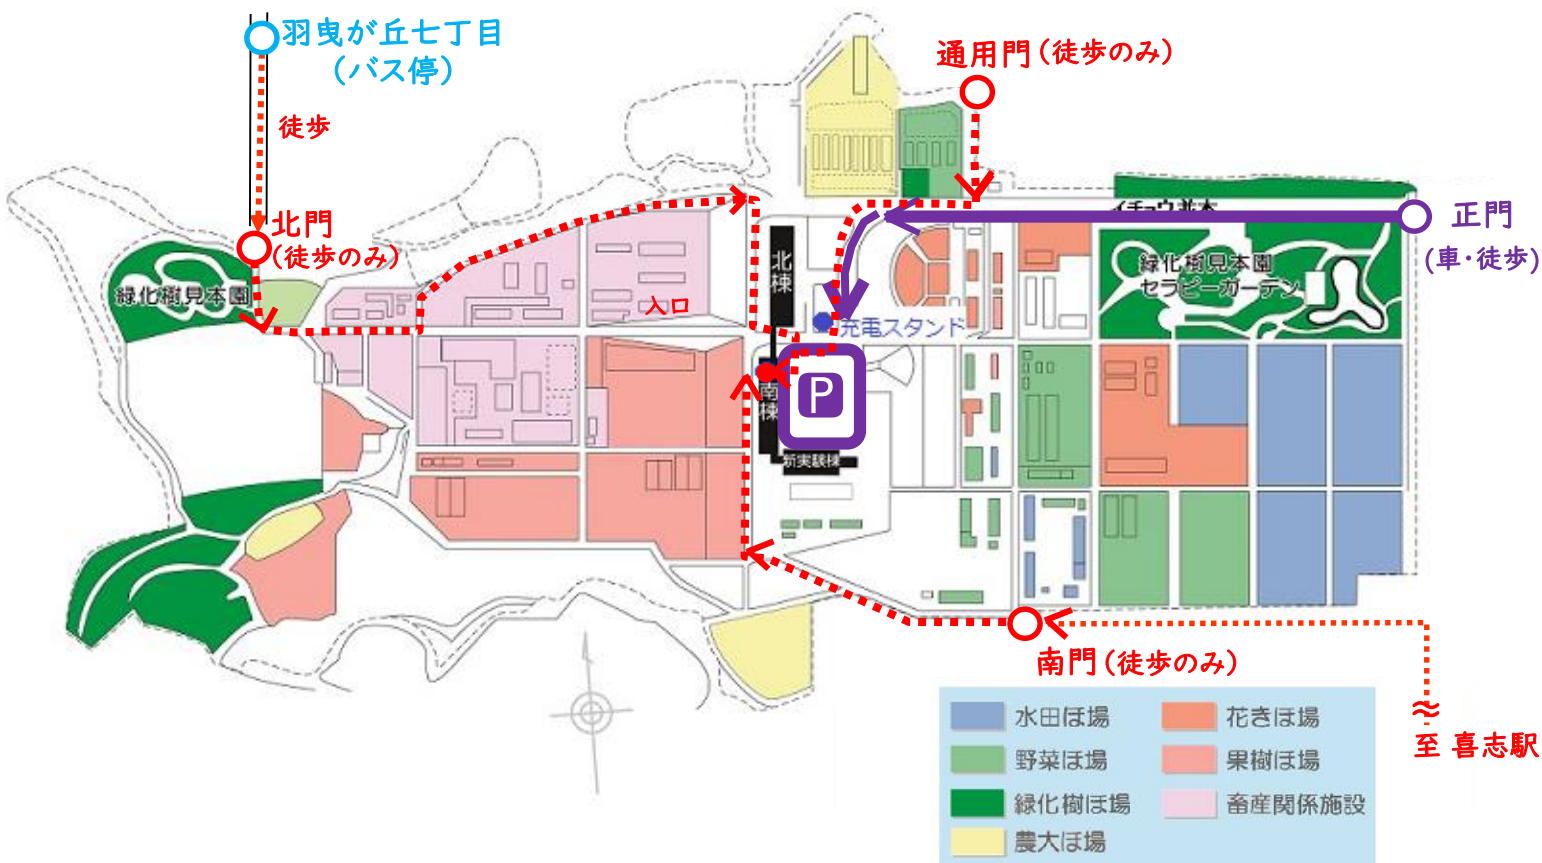 羽曳が丘七丁目
(バス停)
徒歩
通用門(徒歩のみ)
北門
(徒歩のみ)
緑化樹見本園
イチョウ並木
正門
(車・徒歩)
緑化樹見本園
セラピーガーデン
北棟
入口
充電スタンド
南棟
P
新実験棟
南門(徒歩のみ)
至 喜志駅
水田ほ場
花きほ場
野菜ほ場
果樹ほ場
緑化樹ほ場
畜産関係施設
農大ほ場